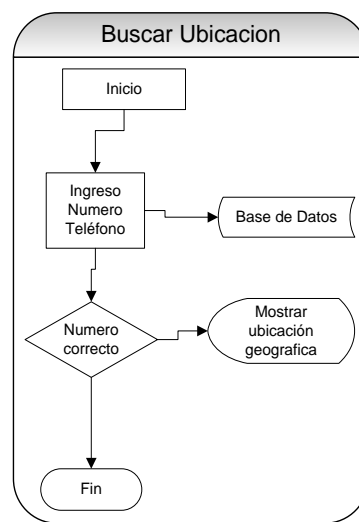 Buscar Ubicacion
Inicio
Ingreso
Numero
Teléfono
Base de Datos
Numero
correcto
Mostrar
ubicación
geografica
Fin